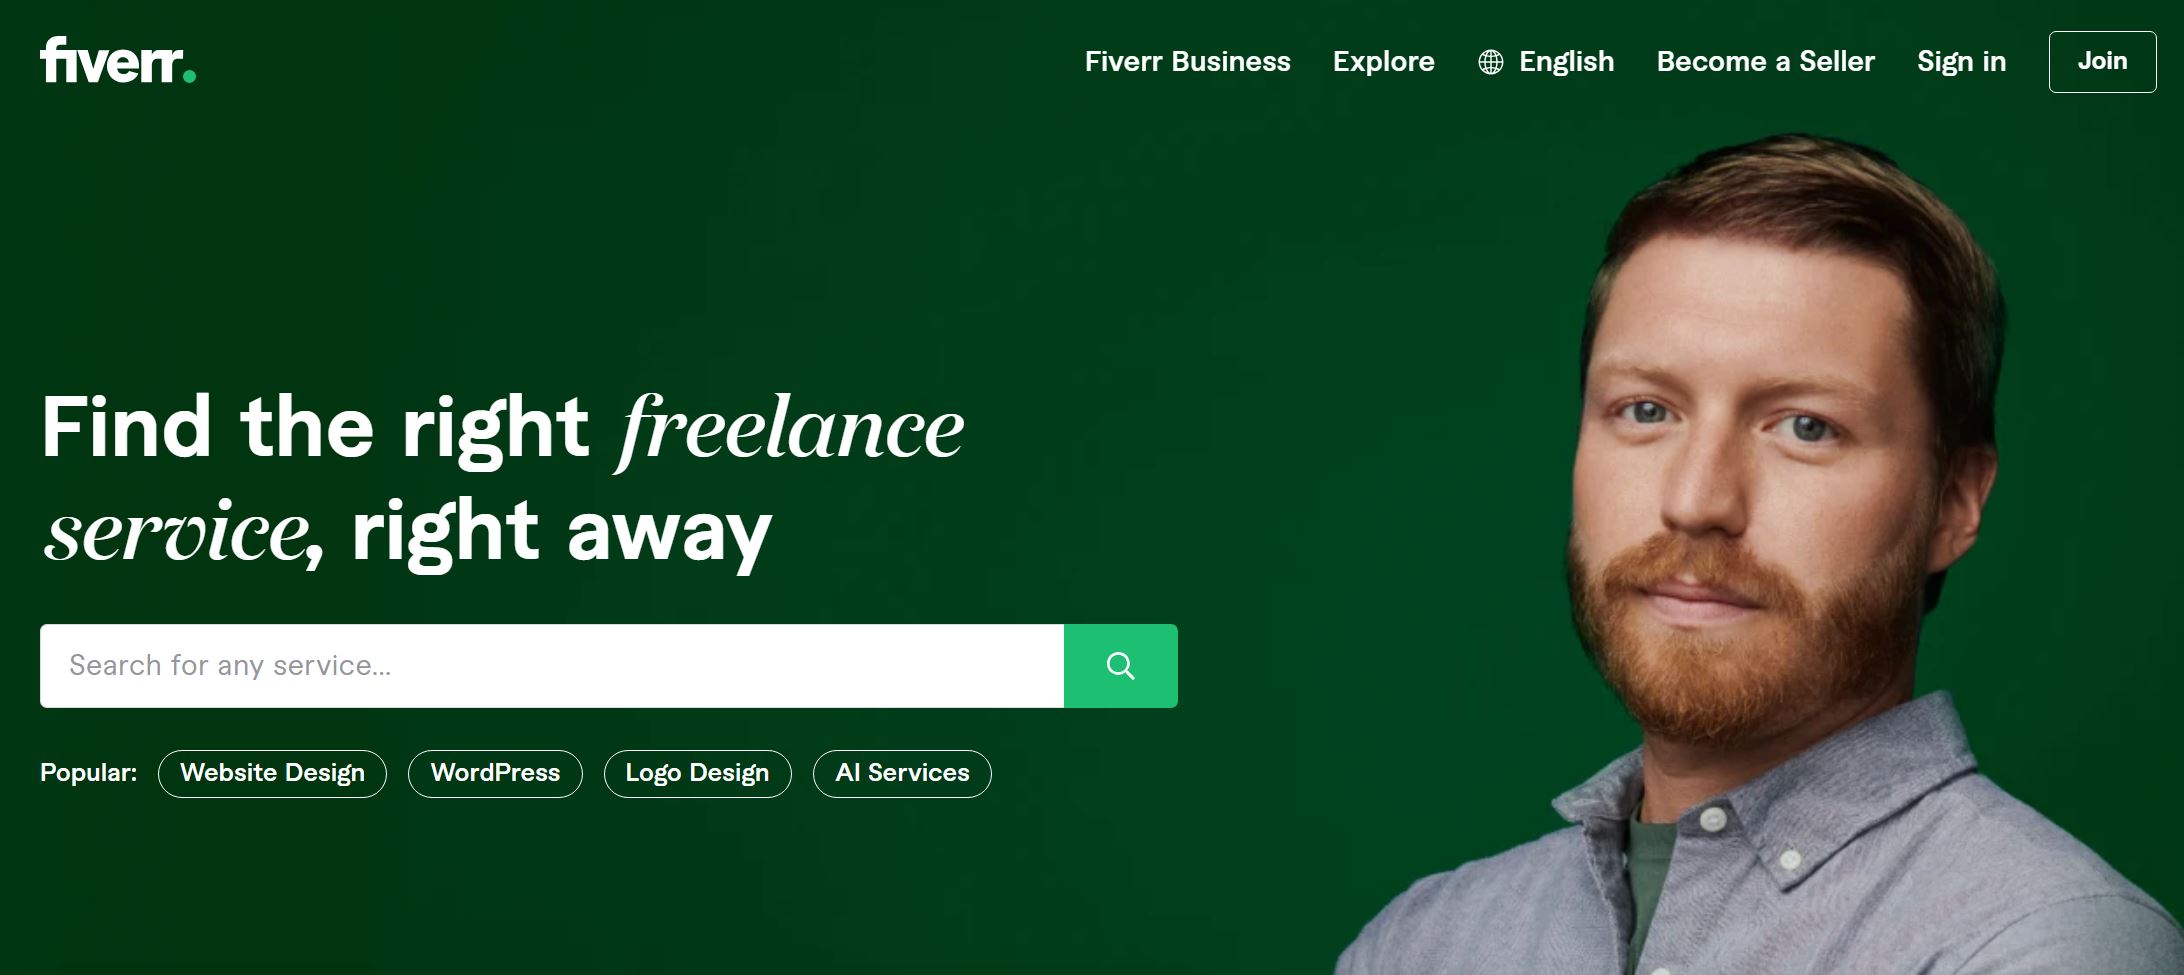 fiverr.
Fiverr Business Explore English Become a Seller Sign in Join
Find the right freelance
service, right away
Search for any service...
Popular: Website Design WordPress Logo Design AI Services